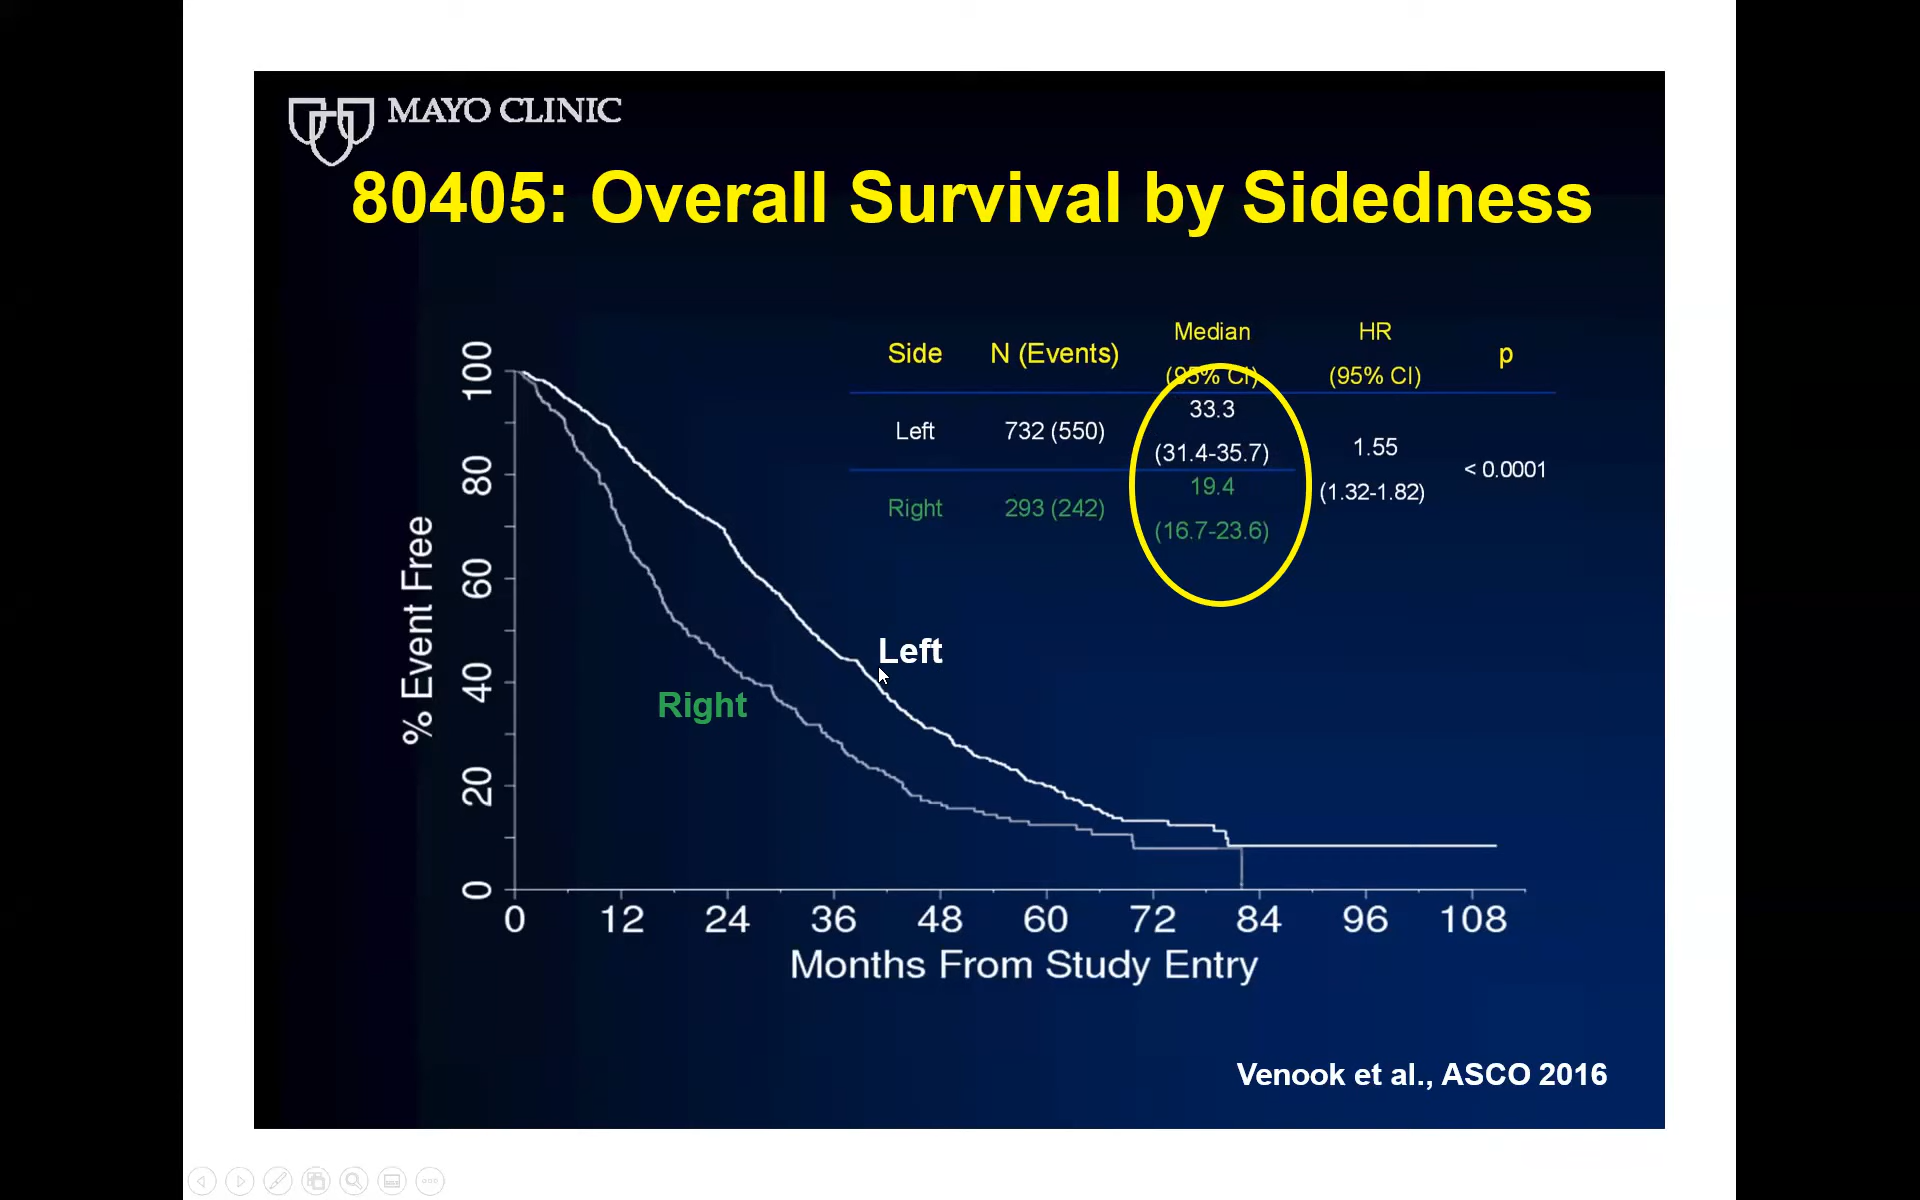 MAYO CLINIC
80405: Overall Survival by Sidedness
Side N (Events) Median (95% CI) HR (95% CI) p
Left 732 (550) 33.3 (31.4-35.7) 1.55 (1.32-1.82) < 0.0001
Right 293 (242) 19.4 (16.7-23.6)
% Event Free
100
80
60
40
20
0
Left
Right
0 12 24 36 48 60 72 84 96 108
Months From Study Entry
Venook et al., ASCO 2016